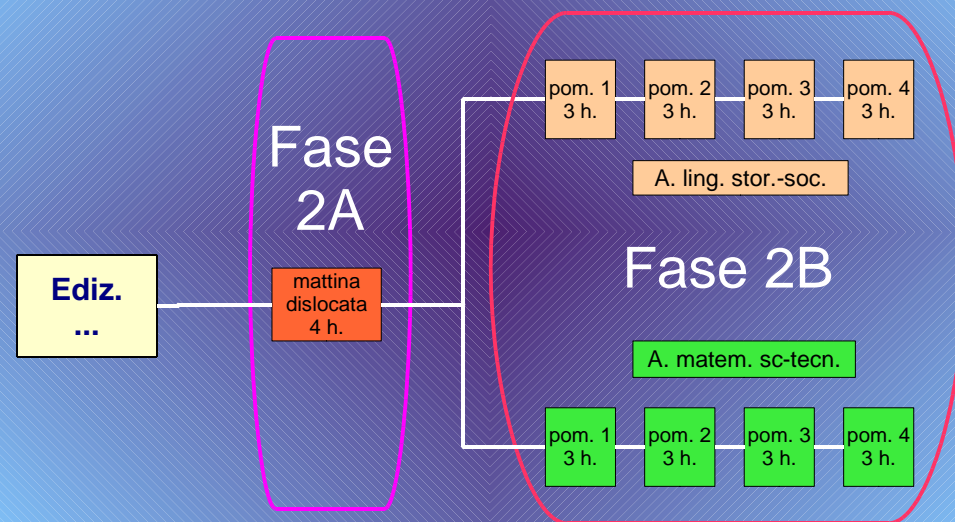 Ediz.
...
Fase
2A
mattina
dislocata
4 h.
pom. 1
3 h.
pom. 2
3 h.
pom. 3
3 h.
pom. 4
3 h.
A. ling. stor.-soc.
Fase 2B
A. matem. sc-tecn.
pom. 1
3 h.
pom. 2
3 h.
pom. 3
3 h.
pom. 4
3 h.